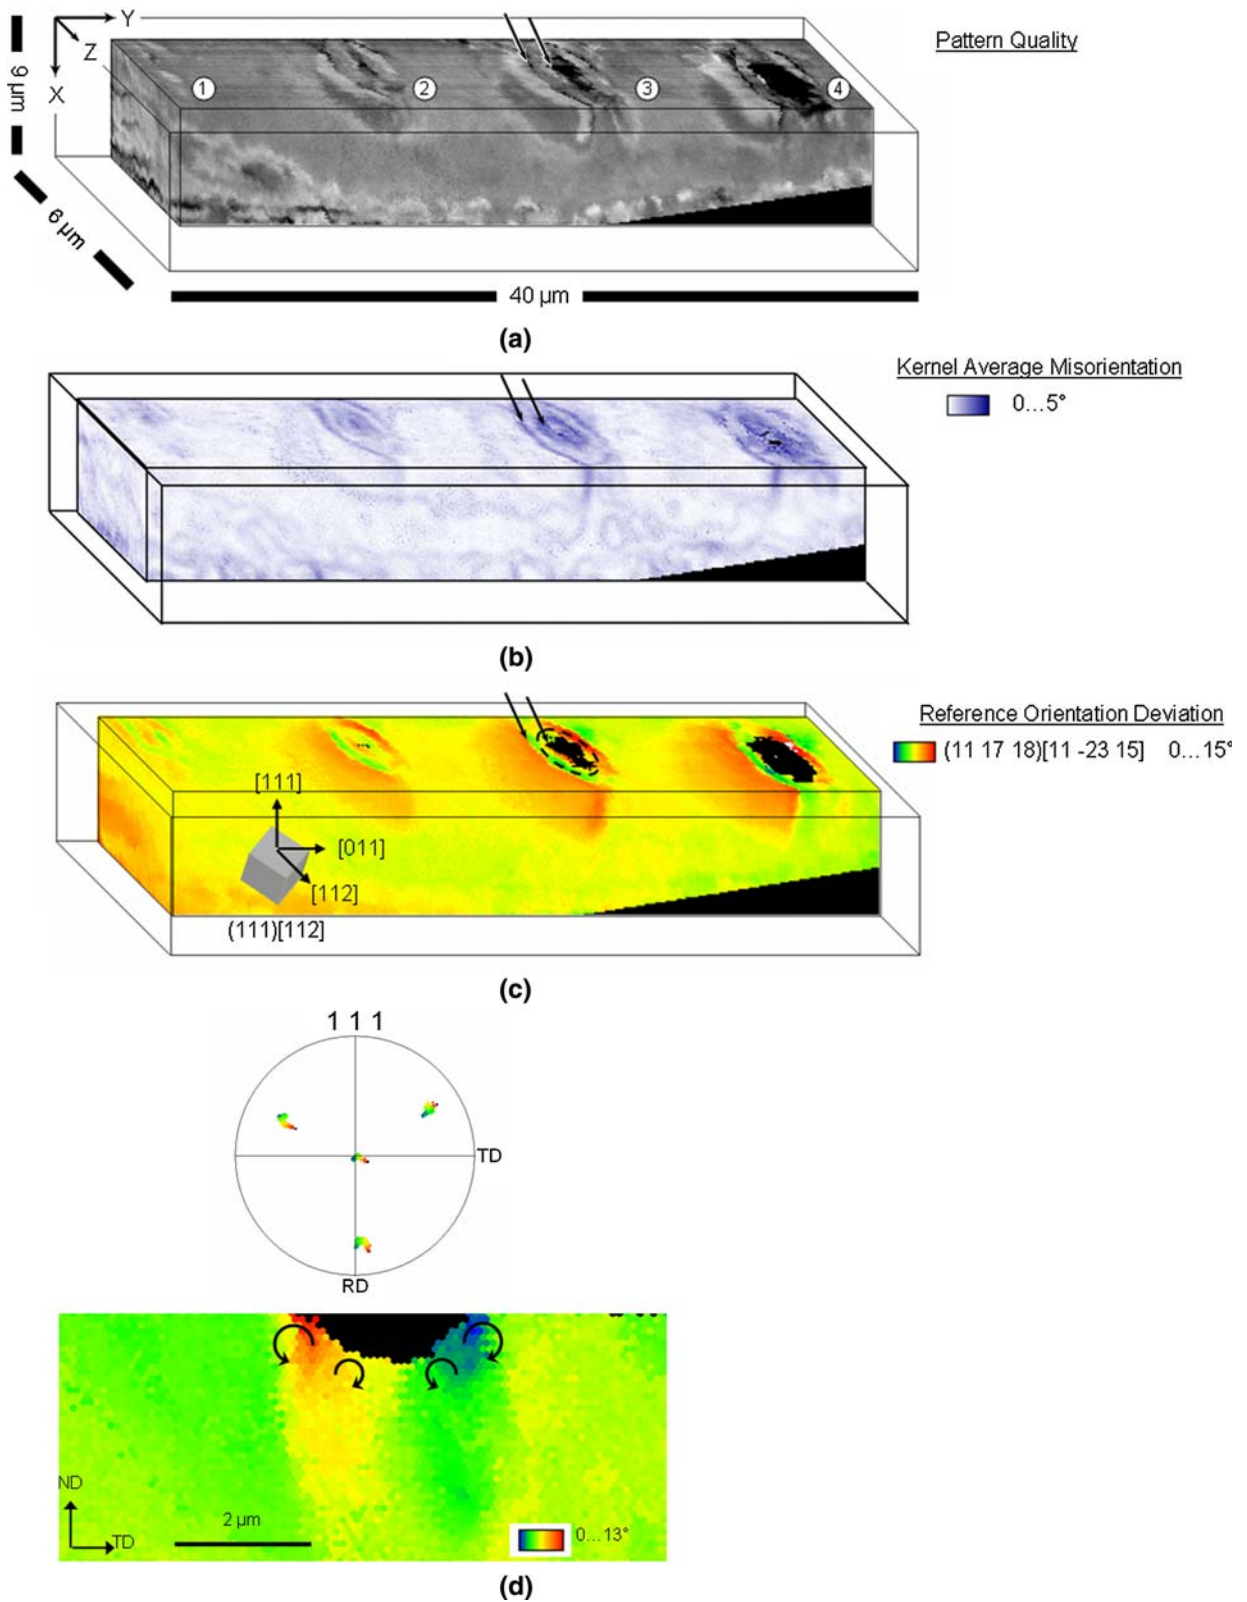 Y
Z
X
9 µm
6 µm
40 µm
1
2
3
4
Pattern Quality
(a)
Kernel Average Misorientation
0...5°
(b)
Reference Orientation Deviation
(11 17 18)[11 -23 15] 0...15°
[111]
[011]
[112]
(111)[112]
(c)
1 1 1
TD
RD
ND
TD
2 µm
0...13°
(d)